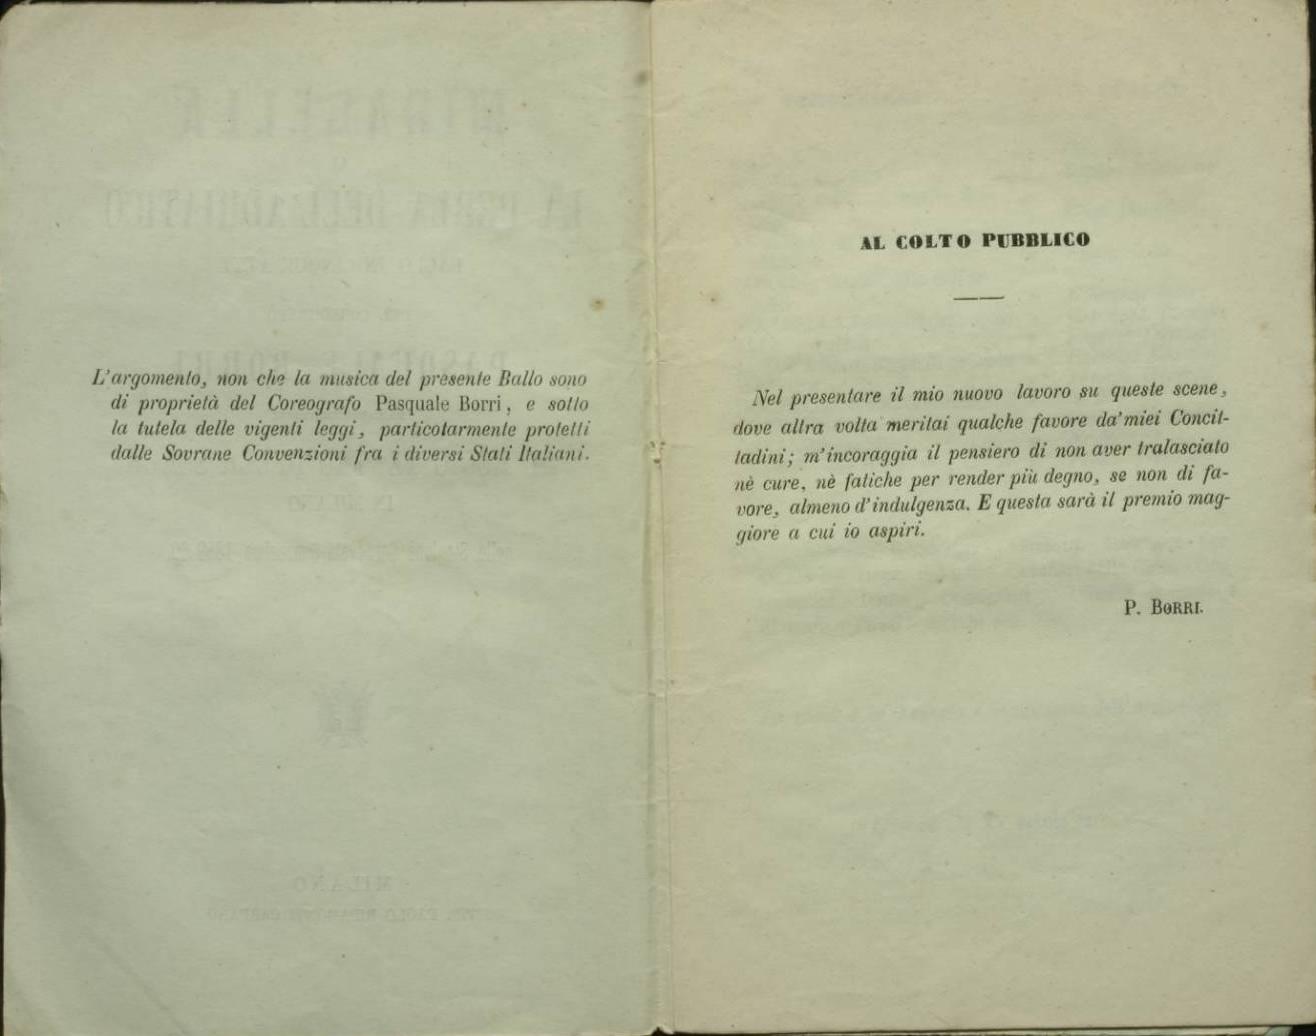 L'argomento, non che la musica del presente Ballo sono
di proprietà del Coreografo Pasquale Borri, e sotto
la tutela delle vigenti leggi, particolarmente protetti
dalle Sovrane Convenzioni fra i diversi Stati Italiani.
AL COLTO PUBBLICO
Nel presentare il mio nuovo lavoro su queste scene,
dove altra volta meritai qualche favore da'miei Concit-
tadini; m'incoraggia il pensiero di non aver tralasciato
nè cure, nè fatiche per render più degno, se non di fa-
vore, almeno d'indulgenza. E questa sarà il premio mag-
giore a cui io aspiri.
P. BORRI.